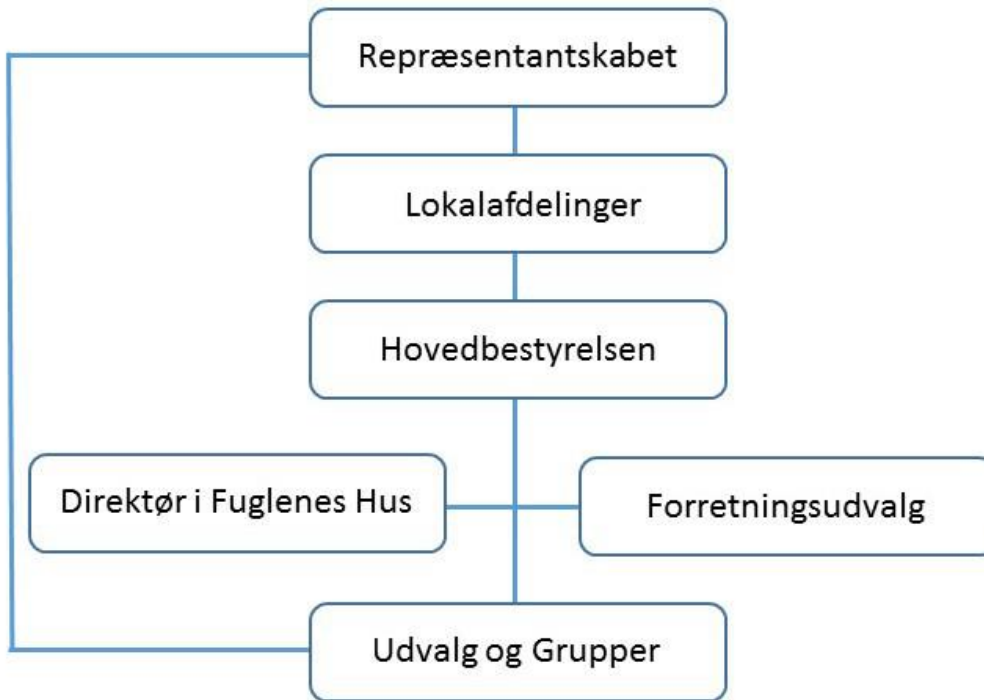 Repræsentantskabet
Lokalafdelinger
Hovedbestyrelsen
Direktør i Fuglenes Hus
Forretningsudvalg
Udvalg og Grupper